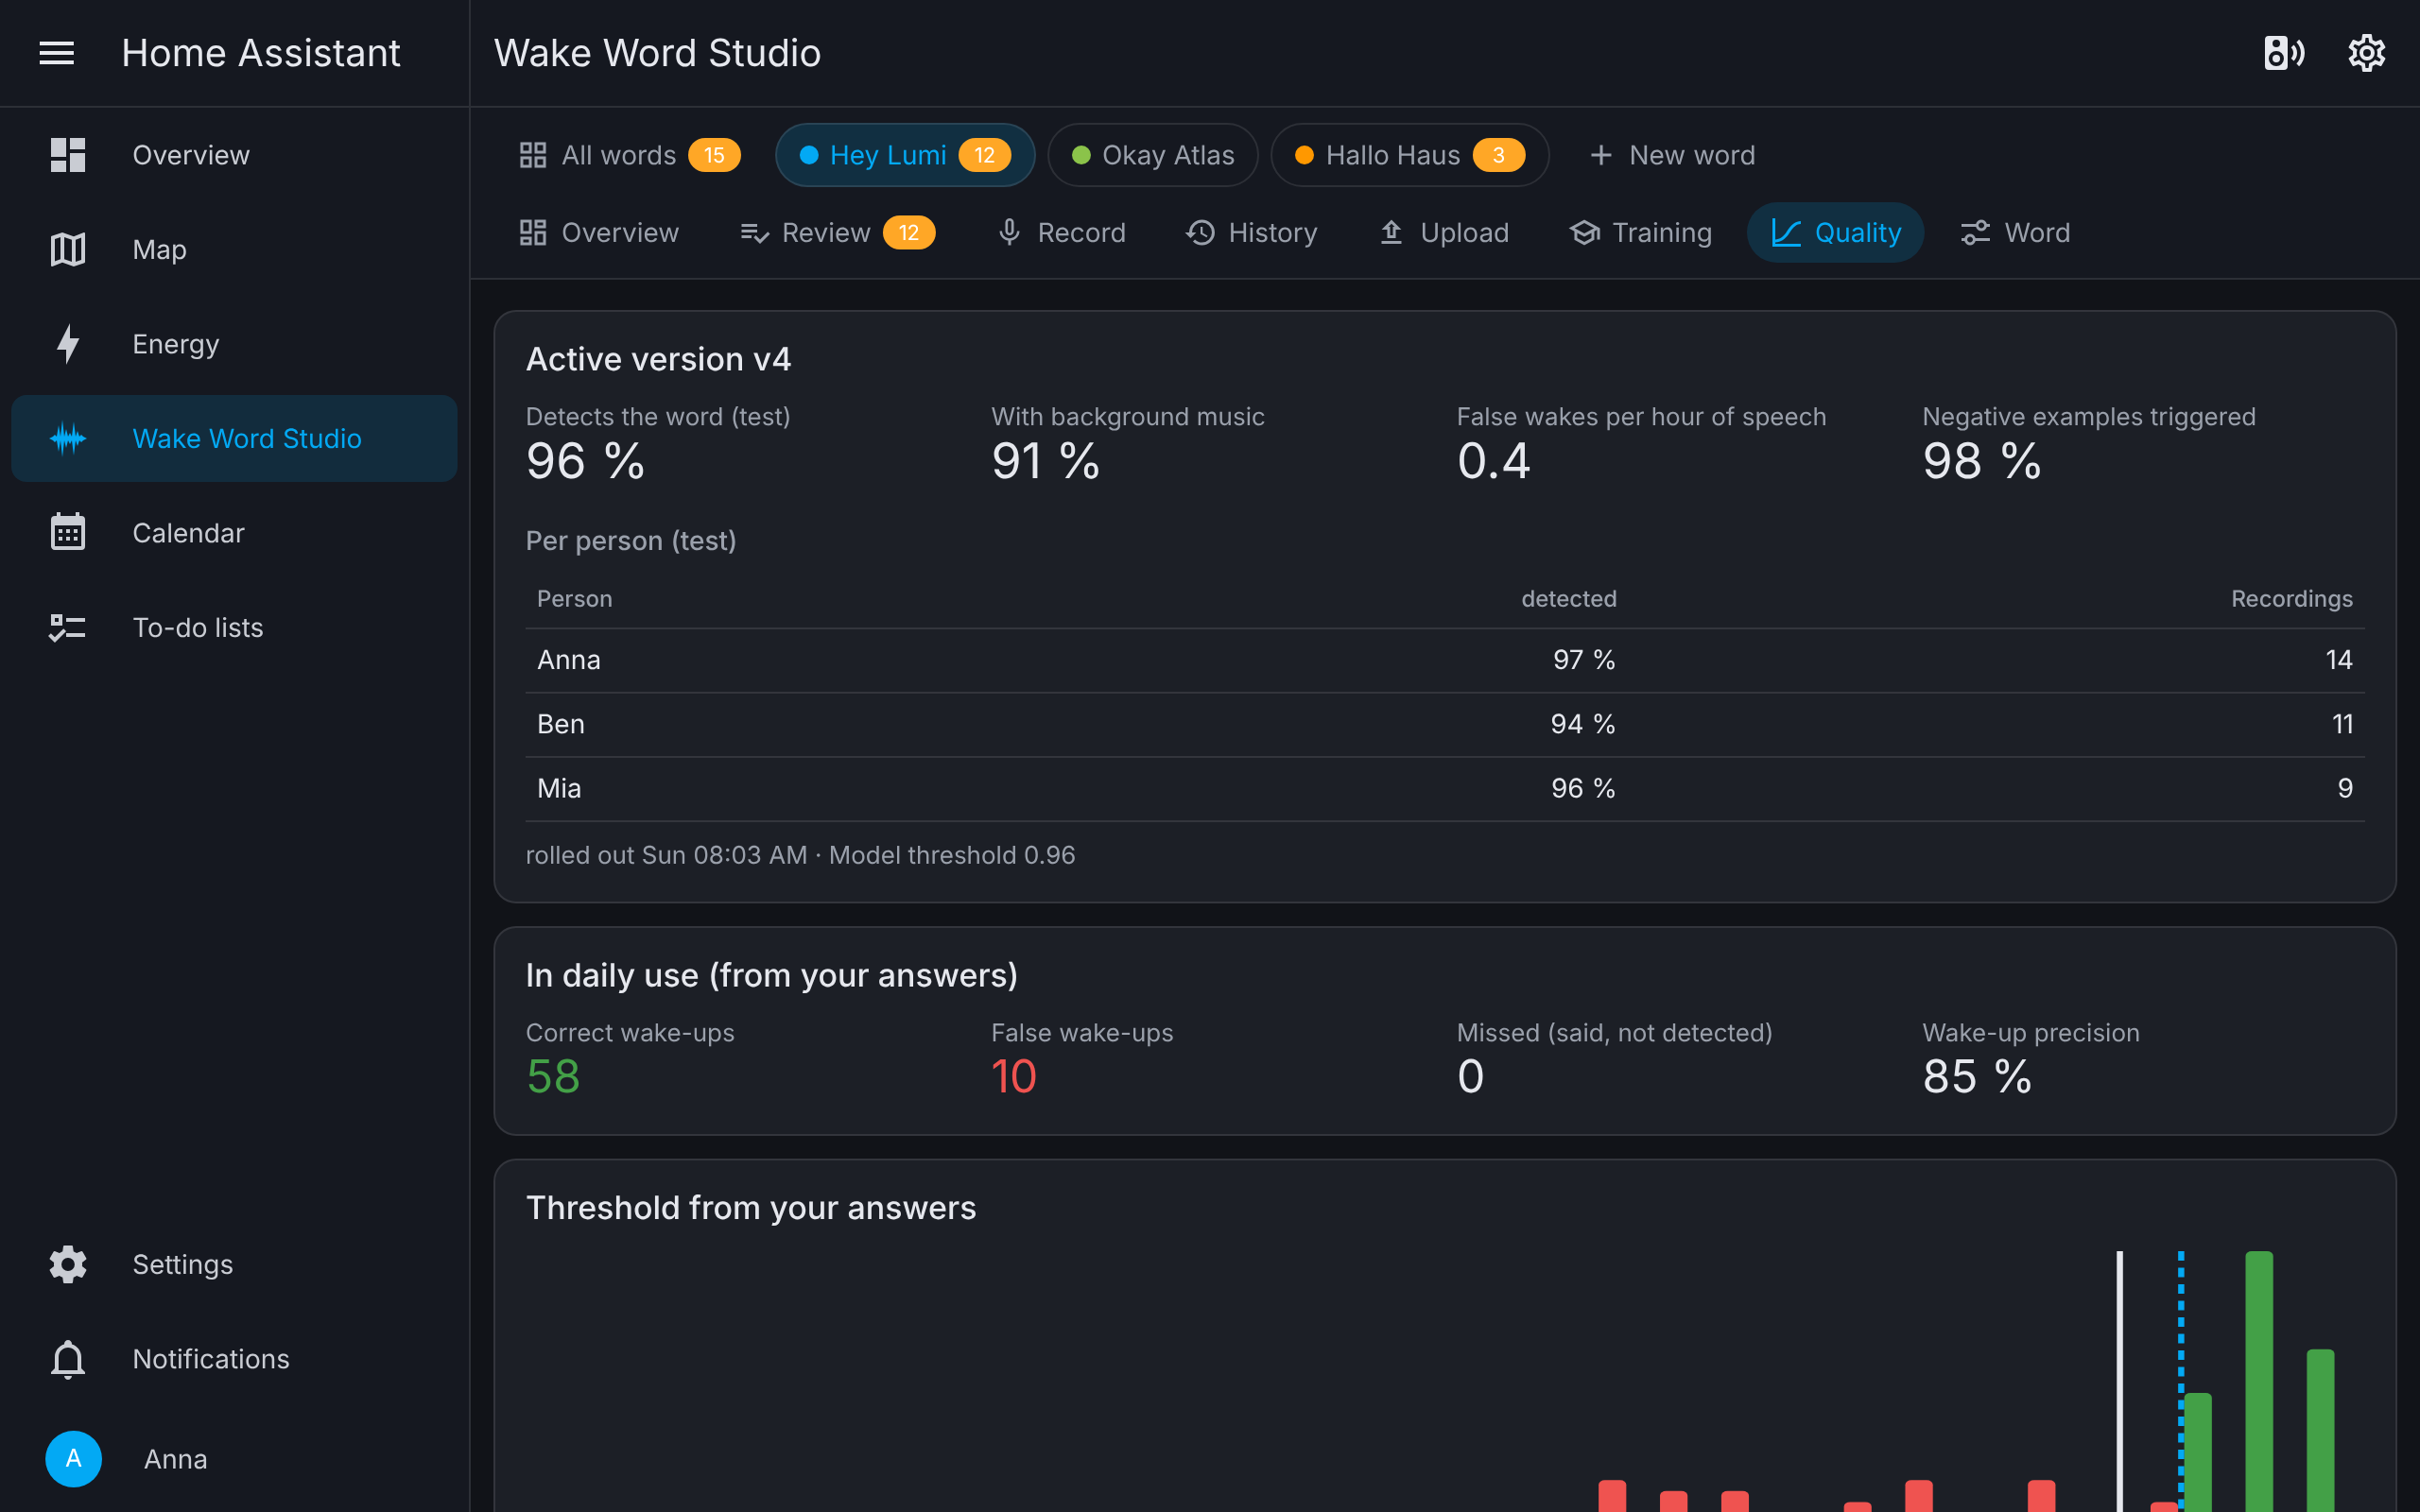 Home Assistant
Wake Word Studio
Overview
Map
Energy
Wake Word Studio
Calendar
To-do lists
Settings
Notifications
A Anna
All words 15 Hey Lumi 12 Okay Atlas Hallo Haus 3 + New word
Overview Review 12 Record History Upload Training Quality Word
Active version v4
Detects the word (test) With background music False wakes per hour of speech Negative examples triggered
96 % 91 % 0.4 98 %
Per person (test)
Person detected Recordings
Anna 97 % 14
Ben 94 % 11
Mia 96 % 9
rolled out Sun 08:03 AM · Model threshold 0.96
In daily use (from your answers)
Correct wake-ups False wake-ups Missed (said, not detected) Wake-up precision
58 10 0 85 %
Threshold from your answers